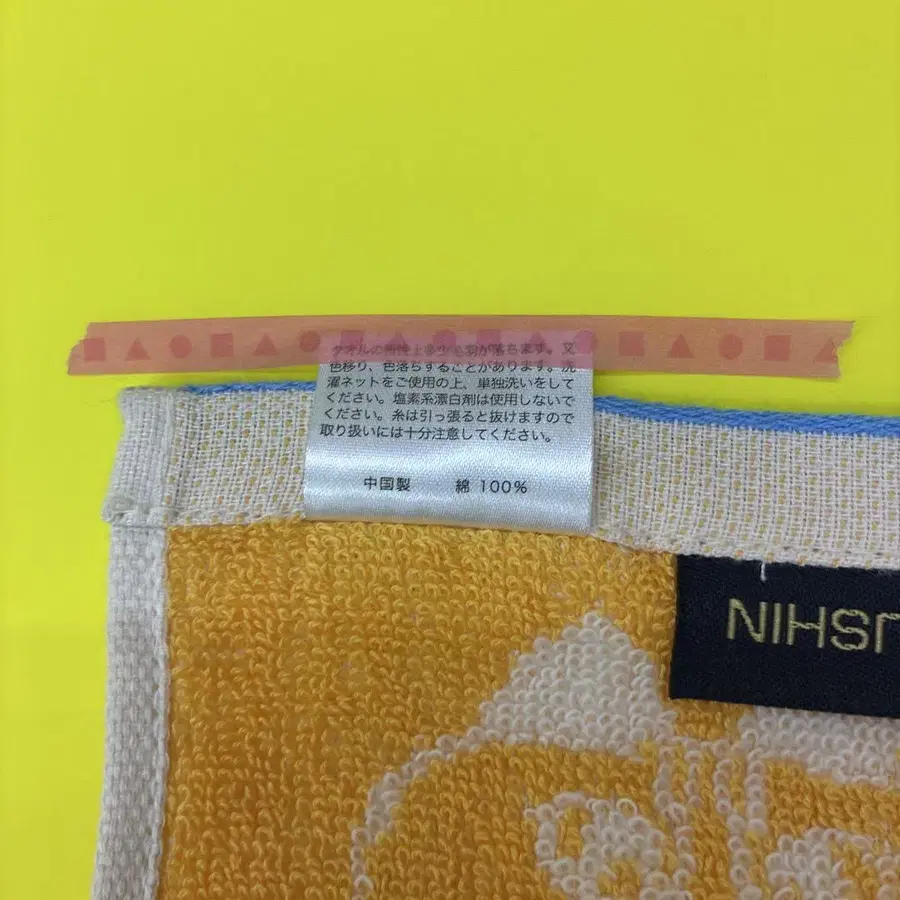 タオルの特性上多少毛羽が落ちます。又
色移り、色落ちすることがあります。洗
濯ネットをご使用の上、単独洗いをして
ください。塩素系漂白剤は使用しないで
ください。糸は引っ張ると抜けますので
取り扱いには十分注意してください。
中国製 綿 100%
SHIN